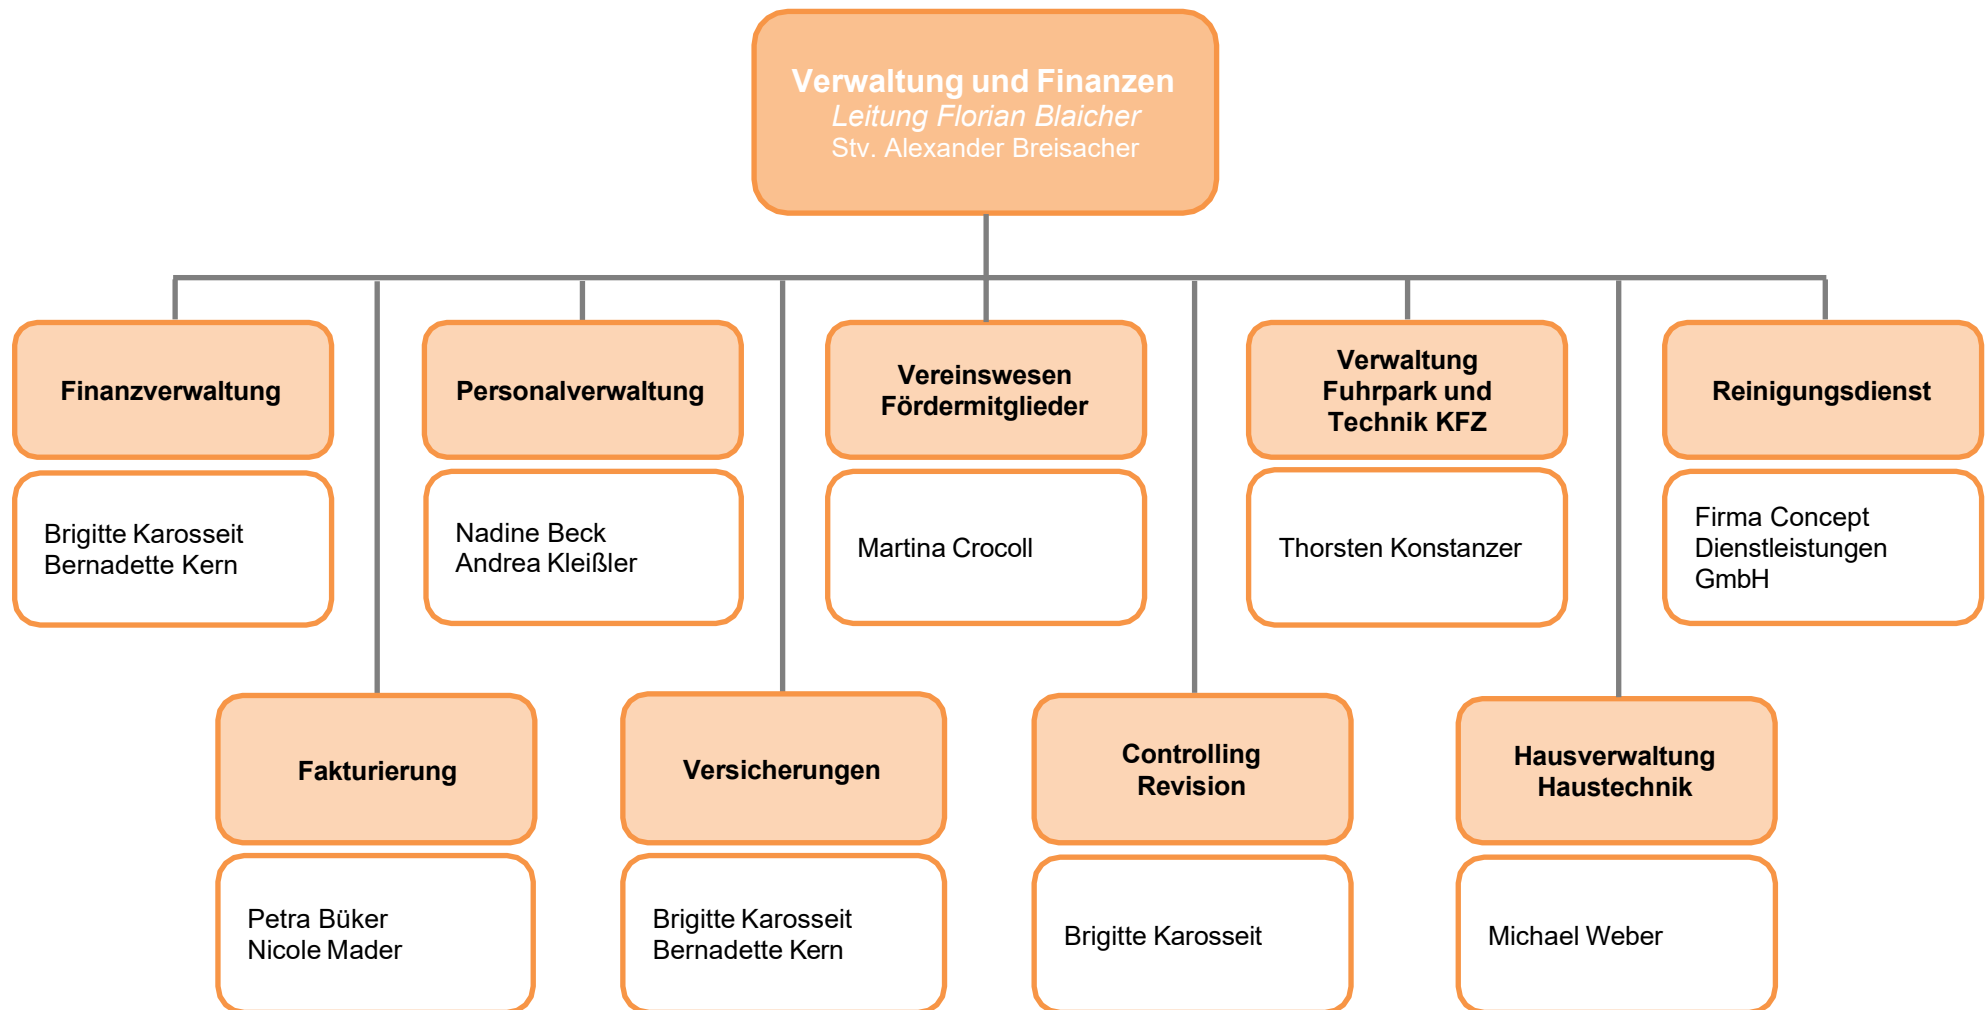 Verwaltung und Finanzen
Leitung Florian Blaicher
Stv. Alexander Breisacher
Finanzverwaltung
Brigitte Karosseit
Bernadette Kern
Personalverwaltung
Nadine Beck
Andrea Kleißler
Vereinswesen
Fördermitglieder
Martina Crocoll
Verwaltung
Fuhrpark und
Technik KFZ
Thorsten Konstanzer
Reinigungsdienst
Firma Concept
Dienstleistungen
GmbH
Fakturierung
Petra Büker
Nicole Mader
Versicherungen
Brigitte Karosseit
Bernadette Kern
Controlling
Revision
Brigitte Karosseit
Hausverwaltung
Haustechnik
Michael Weber